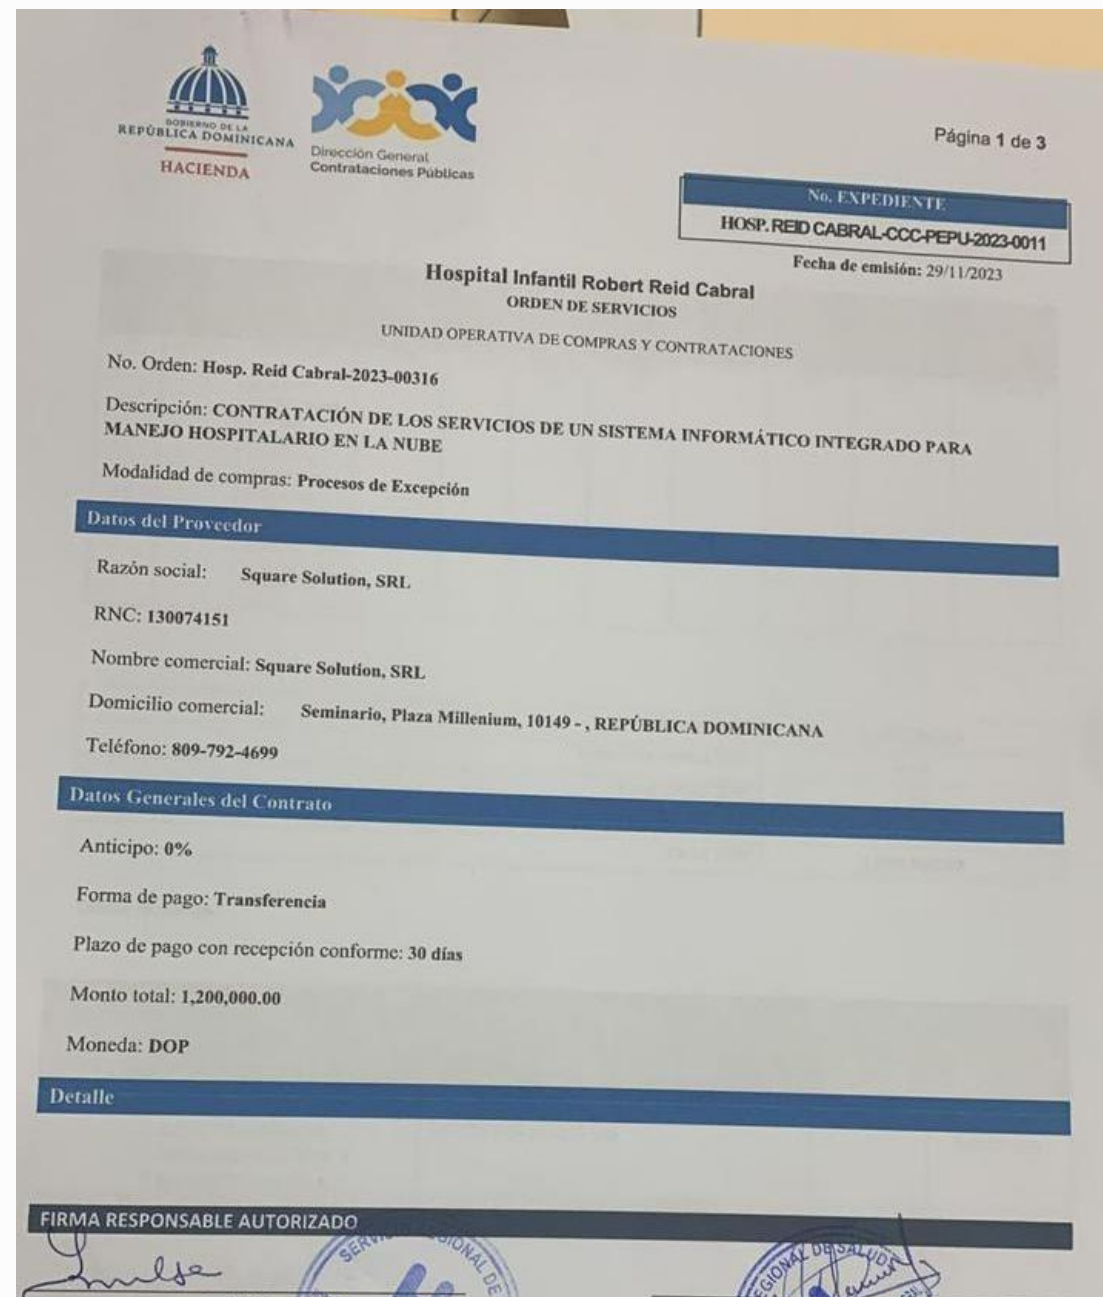 GOBIERNO DE LA
REPÚBLICA DOMINICANA
HACIENDA
Dirección General
Contrataciones Públicas
Página 1 de 3
No. EXPEDIENTE
HOSP. REID CABRAL-CCC-PEPU-2023-0011
Fecha de emisión: 29/11/2023
Hospital Infantil Robert Reid Cabral
ORDEN DE SERVICIOS
UNIDAD OPERATIVA DE COMPRAS Y CONTRATACIONES
No. Orden: Hosp. Reid Cabral-2023-00316
Descripción: CONTRATACIÓN DE LOS SERVICIOS DE UN SISTEMA INFORMÁTICO INTEGRADO PARA
MANEJO HOSPITALARIO EN LA NUBE
Modalidad de compras: Procesos de Excepción
Datos del Proveedor
Razón social: Square Solution, SRL
RNC: 130074151
Nombre comercial: Square Solution, SRL
Domicilio comercial: Seminario, Plaza Millenium, 10149 - , REPÚBLICA DOMINICANA
Teléfono: 809-792-4699
Datos Generales del Contrato
Anticipo: 0%
Forma de pago: Transferencia
Plazo de pago con recepción conforme: 30 días
Monto total: 1,200,000.00
Moneda: DOP
Detalle
FIRMA RESPONSABLE AUTORIZADO
DE
DE SALUD